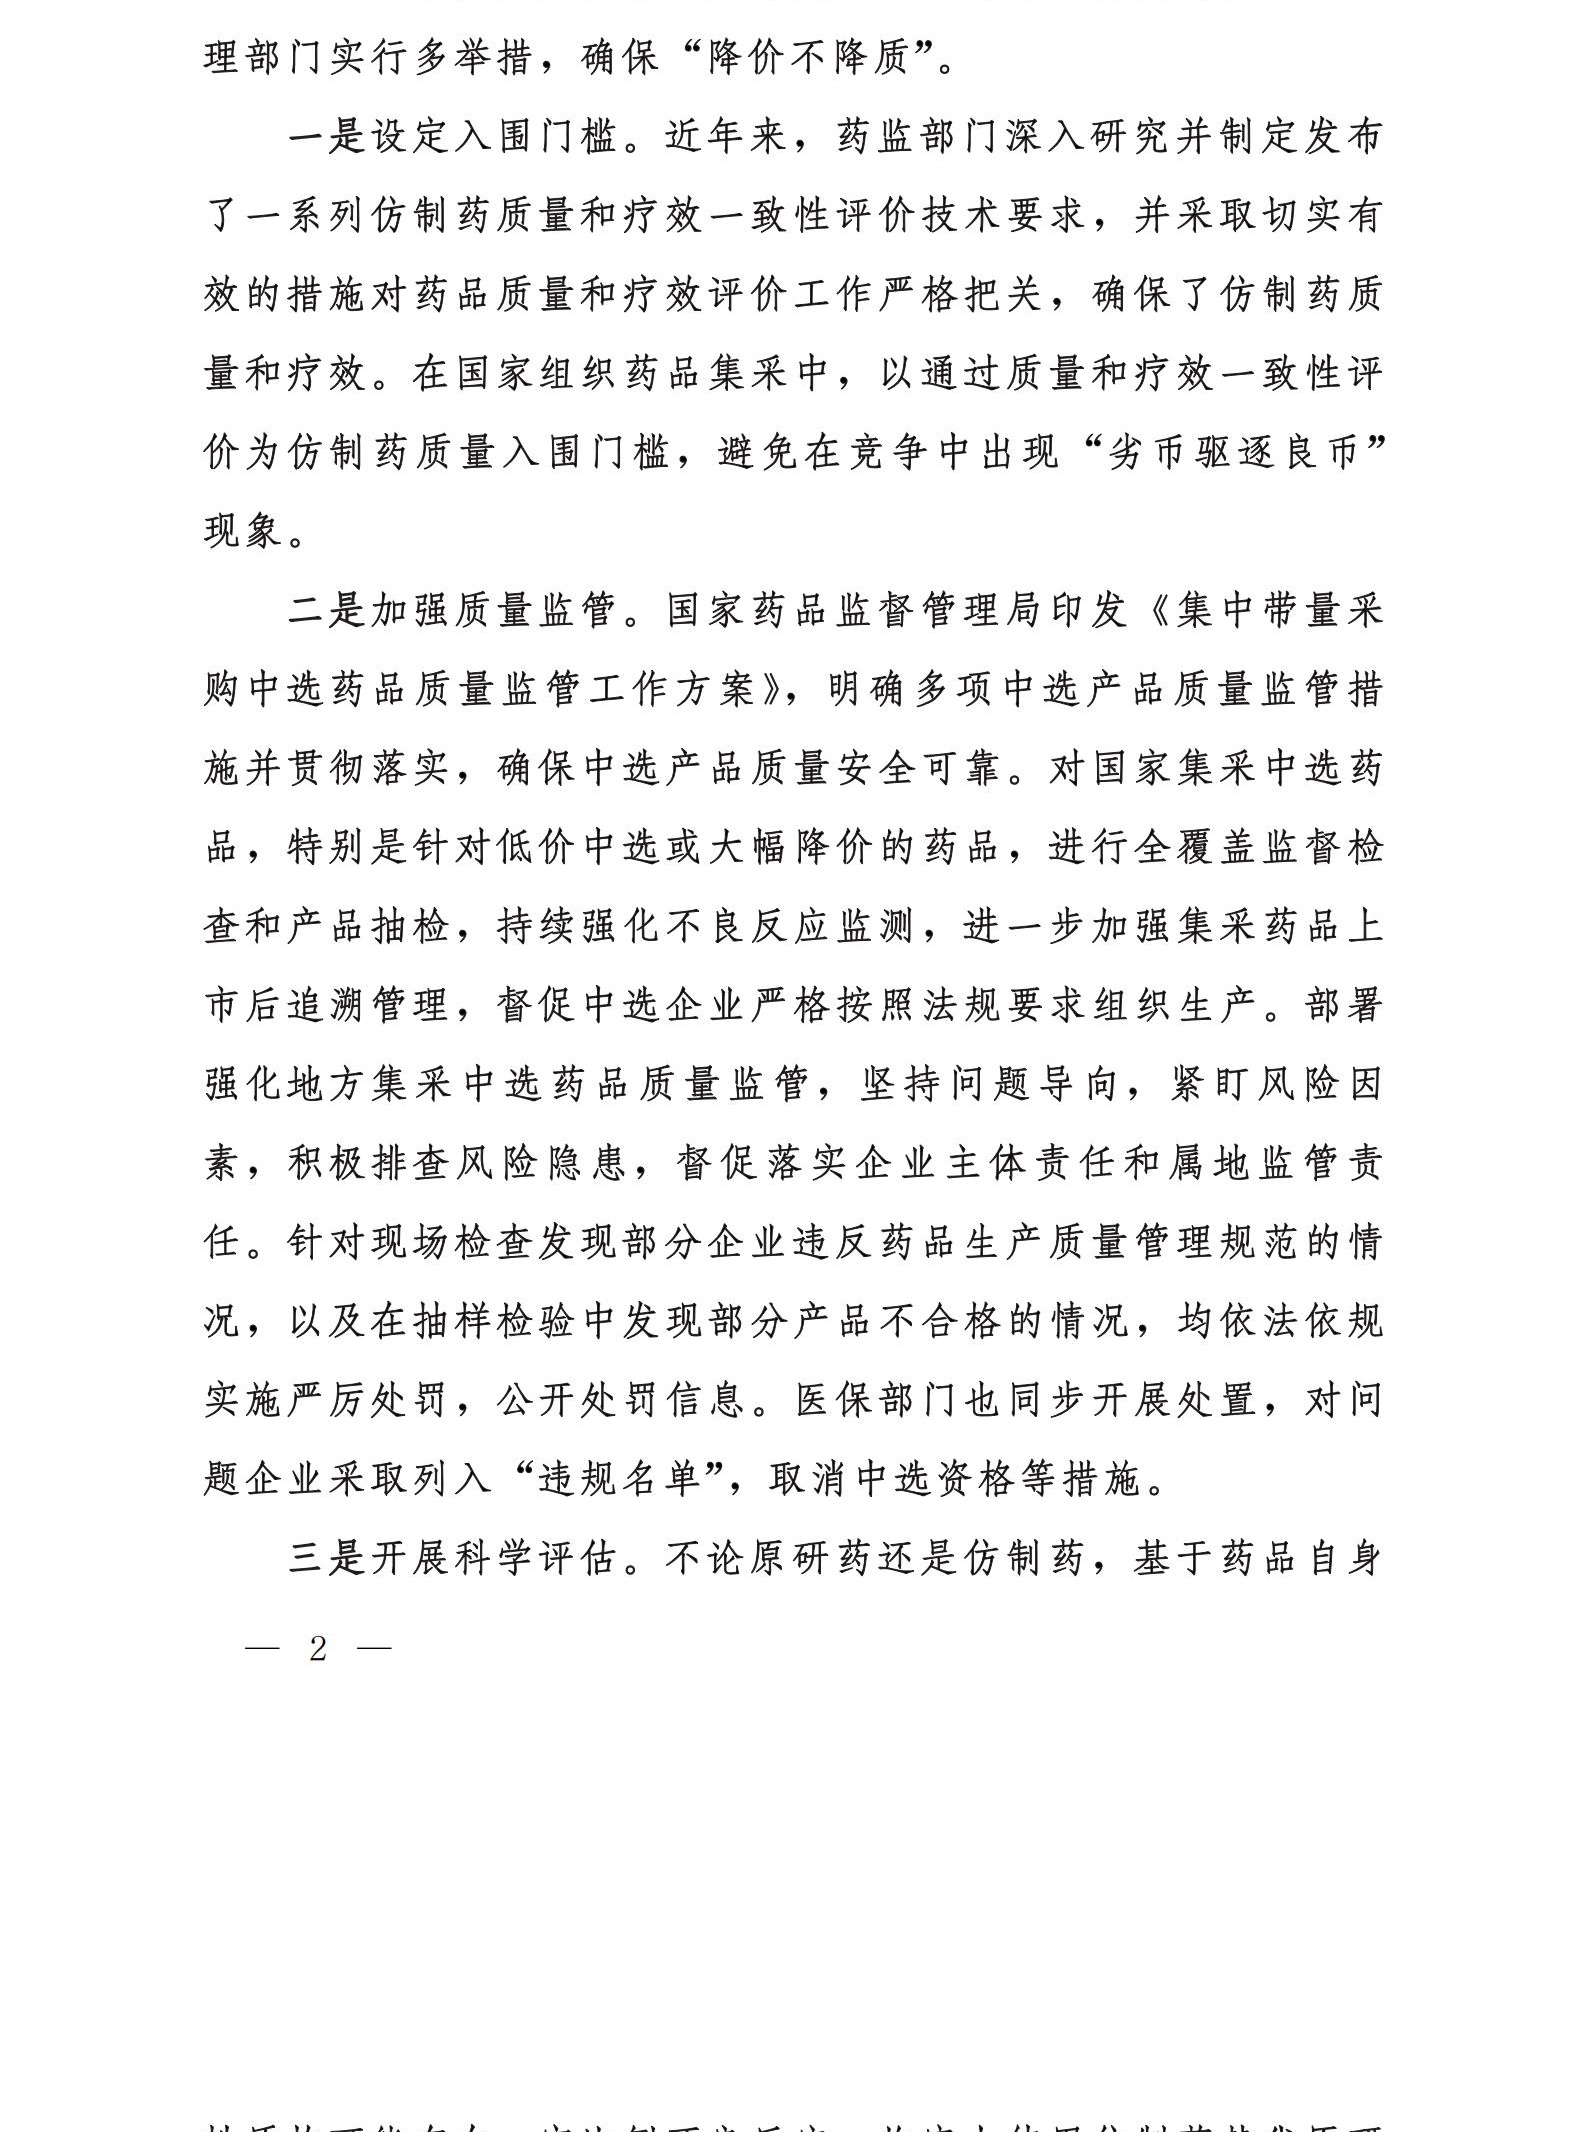 理部门实行多举措，确保“降价不降质”。
一是设定入围门槛。近年来，药监部门深入研究并制定发布
了一系列仿制药质量和疗效一致性评价技术要求，并采取切实有
效的措施对药品质量和疗效评价工作严格把关，确保了仿制药质
量和疗效。在国家组织药品集采中，以通过质量和疗效一致性评
价为仿制药质量入围门槛，避免在竞争中出现“劣币驱逐良币”
现象。
二是加强质量监管。国家药品监督管理局印发《集中带量采
购中选药品质量监管工作方案》，明确多项中选产品质量监管措
施并贯彻落实，确保中选产品质量安全可靠。对国家集采中选药
品，特别是针对低价中选或大幅降价的药品，进行全覆盖监督检
查和产品抽检，持续强化不良反应监测，进一步加强集采药品上
市后追溯管理，督促中选企业严格按照法规要求组织生产。部署
强化地方集采中选药品质量监管，坚持问题导向，紧盯风险因
素，积极排查风险隐患，督促落实企业主体责任和属地监管责
任。针对现场检查发现部分企业违反药品生产质量管理规范的情
况，以及在抽样检验中发现部分产品不合格的情况，均依法依规
实施严厉处罚，公开处罚信息。医保部门也同步开展处置，对问
题企业采取列入“违规名单”，取消中选资格等措施。
三是开展科学评估。不论原研药还是仿制药，基于药品自身
— 2 —